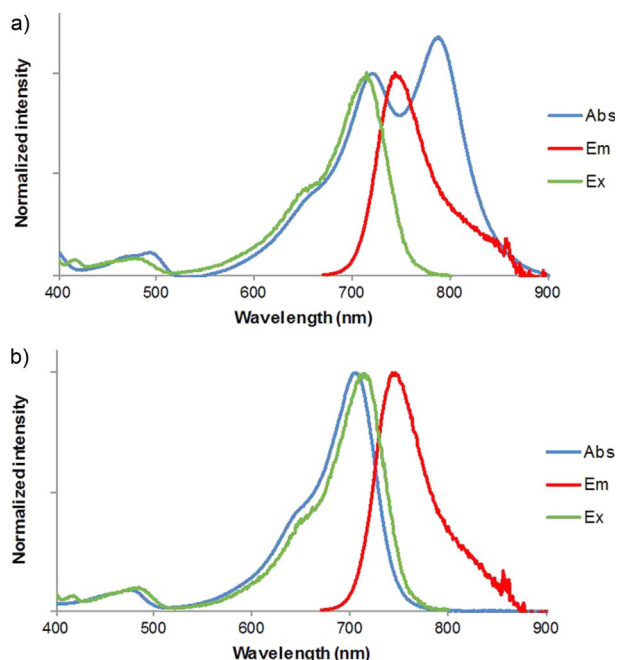 a)
Normalized intensity
Abs
Em
Ex
400 500 600 700 800 900
Wavelength (nm)
b)
Normalized intensity
Abs
Em
Ex
400 500 600 700 800 900
Wavelength (nm)